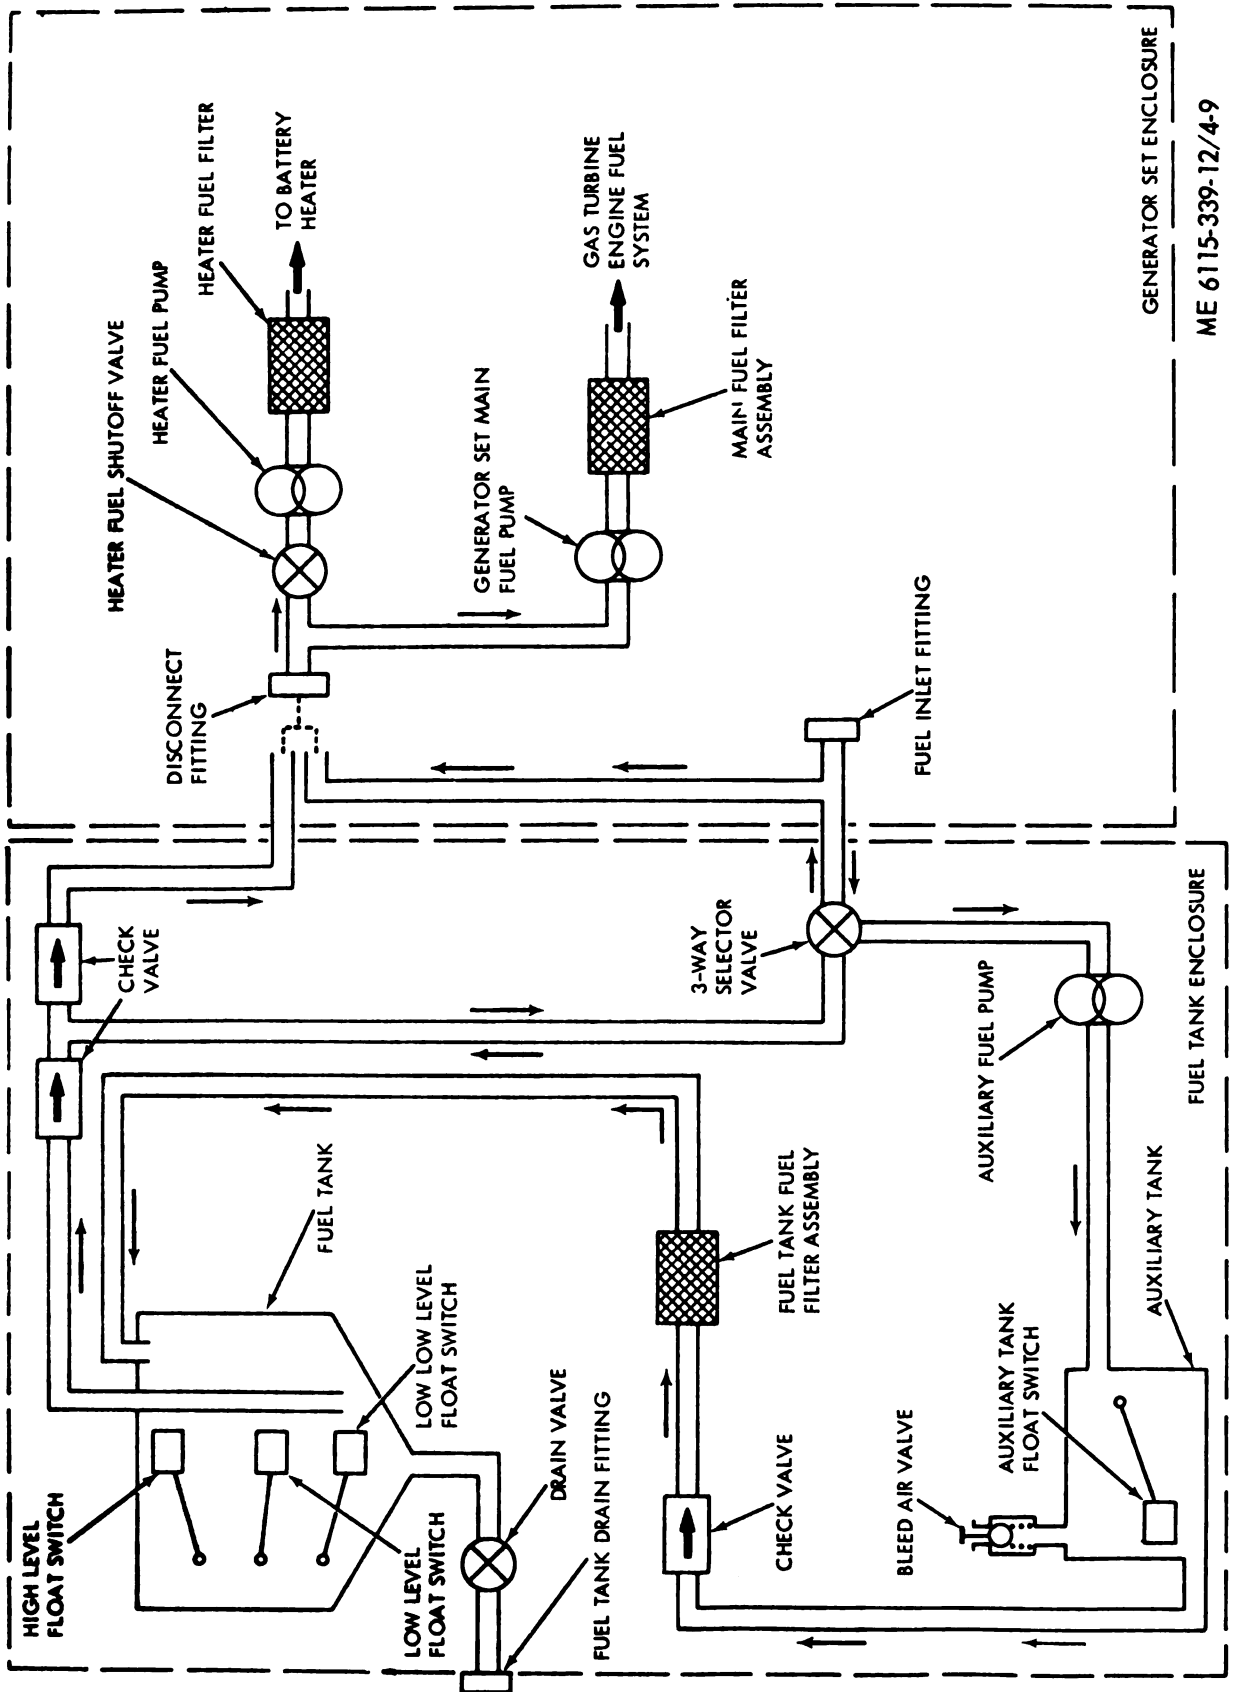 HEATER FUEL FILTER
TO BATTERY
HEATER
HEATER FUEL PUMP
HEATER FUEL SHUTOFF VALVE
DISCONNECT
FITTING
GAS TURBINE
ENGINE FUEL
SYSTEM
GENERATOR SET MAIN
FUEL PUMP
MAIN FUEL FILTER
ASSEMBLY
FUEL INLET FITTING
GENERATOR SET ENCLOSURE
CHECK
VALVE
3-WAY
SELECTOR
VALVE
FUEL TANK
HIGH LEVEL
FLOAT SWITCH
LOW LEVEL
FLOAT SWITCH
LOW LOW LEVEL
FLOAT SWITCH
DRAIN VALVE
FUEL TANK DRAIN FITTING
FUEL TANK FUEL
FILTER ASSEMBLY
CHECK VALVE
BLEED AIR VALVE
AUXILIARY FUEL PUMP
AUXILIARY TANK
FLOAT SWITCH
AUXILIARY TANK
FUEL TANK ENCLOSURE
ME 6115-339-12/4-9